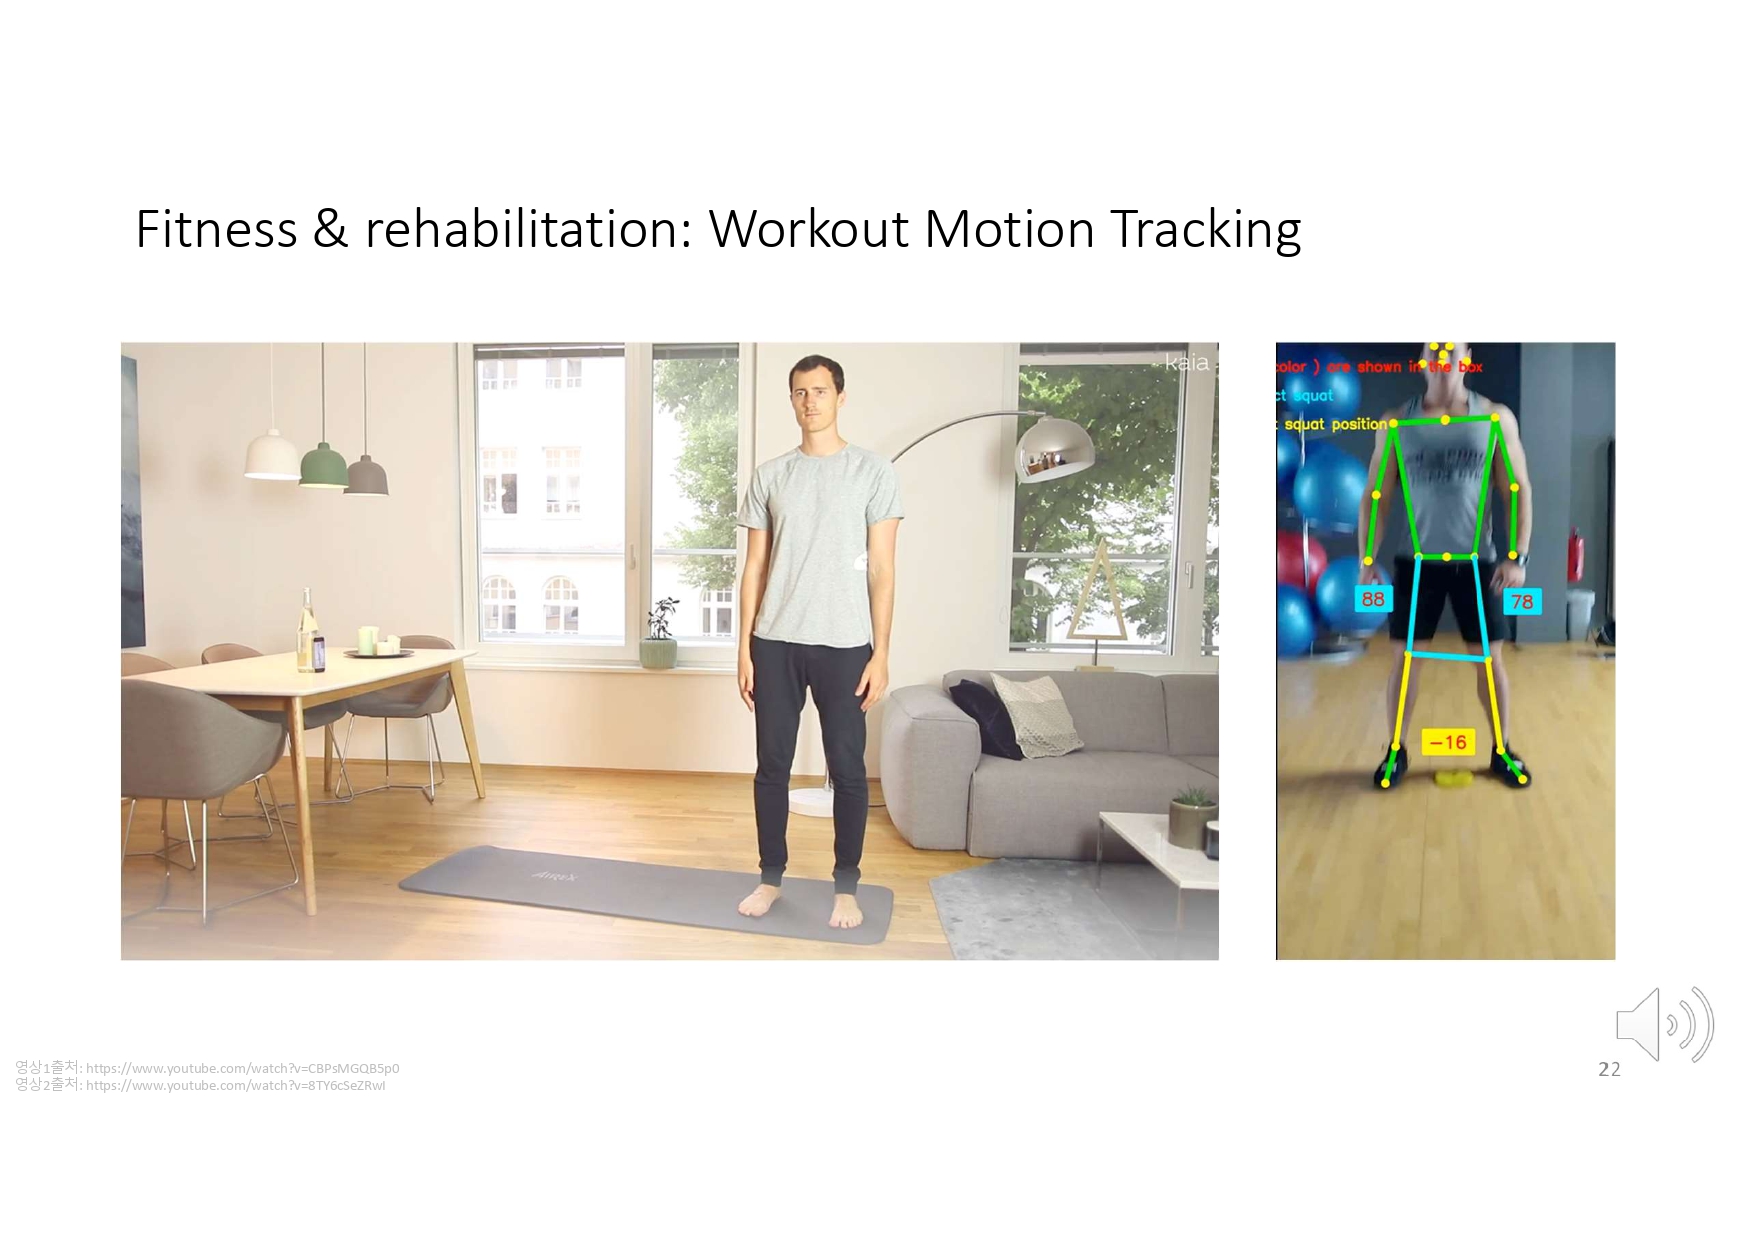 Fitness & rehabilitation: Workout Motion Tracking
kaia
color ) are shown in the box
ct squat
t squat position
88
78
-16
AIREX
영상1출처: https://www.youtube.com/watch?v=CBPsMGQB5p0
영상2출처: https://www.youtube.com/watch?v=8TY6cSeZRwI
22